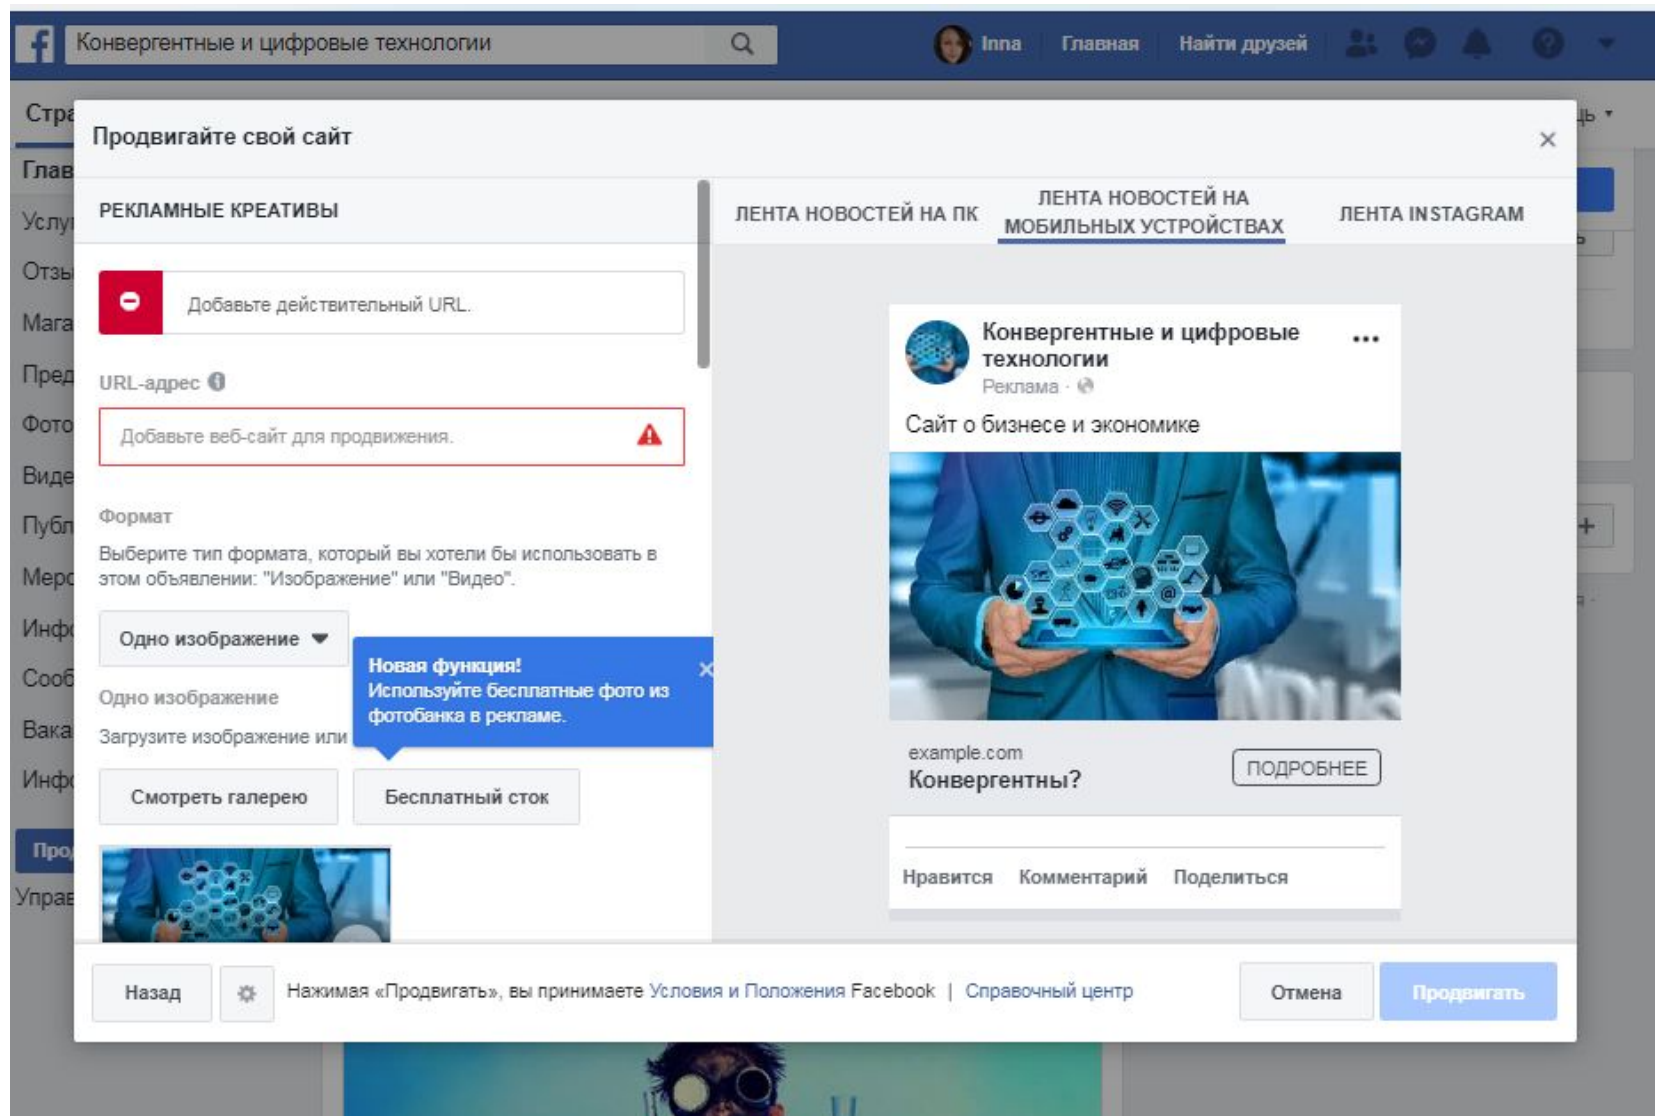 f
Конвергентные и цифровые технологии
Inna
Главная
Найти друзей
Продвигайте свой сайт
РЕКЛАМНЫЕ КРЕАТИВЫ
Добавьте действительный URL.
URL-адрес
Добавьте веб-сайт для продвижения.
Формат
Выберите тип формата, который вы хотели бы использовать в
этом объявлении: "Изображение" или "Видео".
Одно изображение
Новая функция!
Используйте бесплатные фото из
фотобанка в рекламе.
Одно изображение
Загрузите изображение или
Смотреть галерею
Бесплатный сток
ЛЕНТА НОВОСТЕЙ НА ПК
ЛЕНТА НОВОСТЕЙ НА
МОБИЛЬНЫХ УСТРОЙСТВАХ
ЛЕНТА INSTAGRAM
Конвергентные и цифровые
технологии
Реклама ·
Сайт о бизнесе и экономике
example.com
Конвергентны?
ПОДРОБНЕЕ
Нравится
Комментарий
Поделиться
Назад
Нажимая «Продвигать», вы принимаете Условия и Положения Facebook | Справочный центр
Отмена
Продвигать